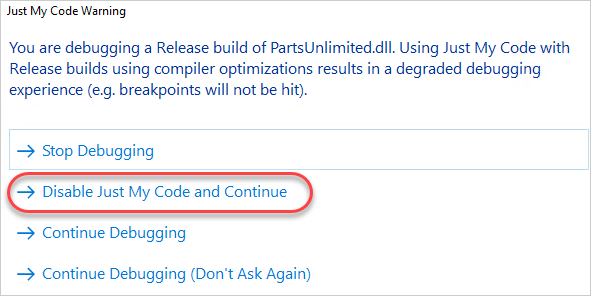 Just My Code Warning
You are debugging a Release build of PartsUnlimited.dll. Using Just My Code with
Release builds using compiler optimizations results in a degraded debugging
experience (e.g. breakpoints will not be hit).
Stop Debugging
Disable Just My Code and Continue
Continue Debugging
Continue Debugging (Don't Ask Again)